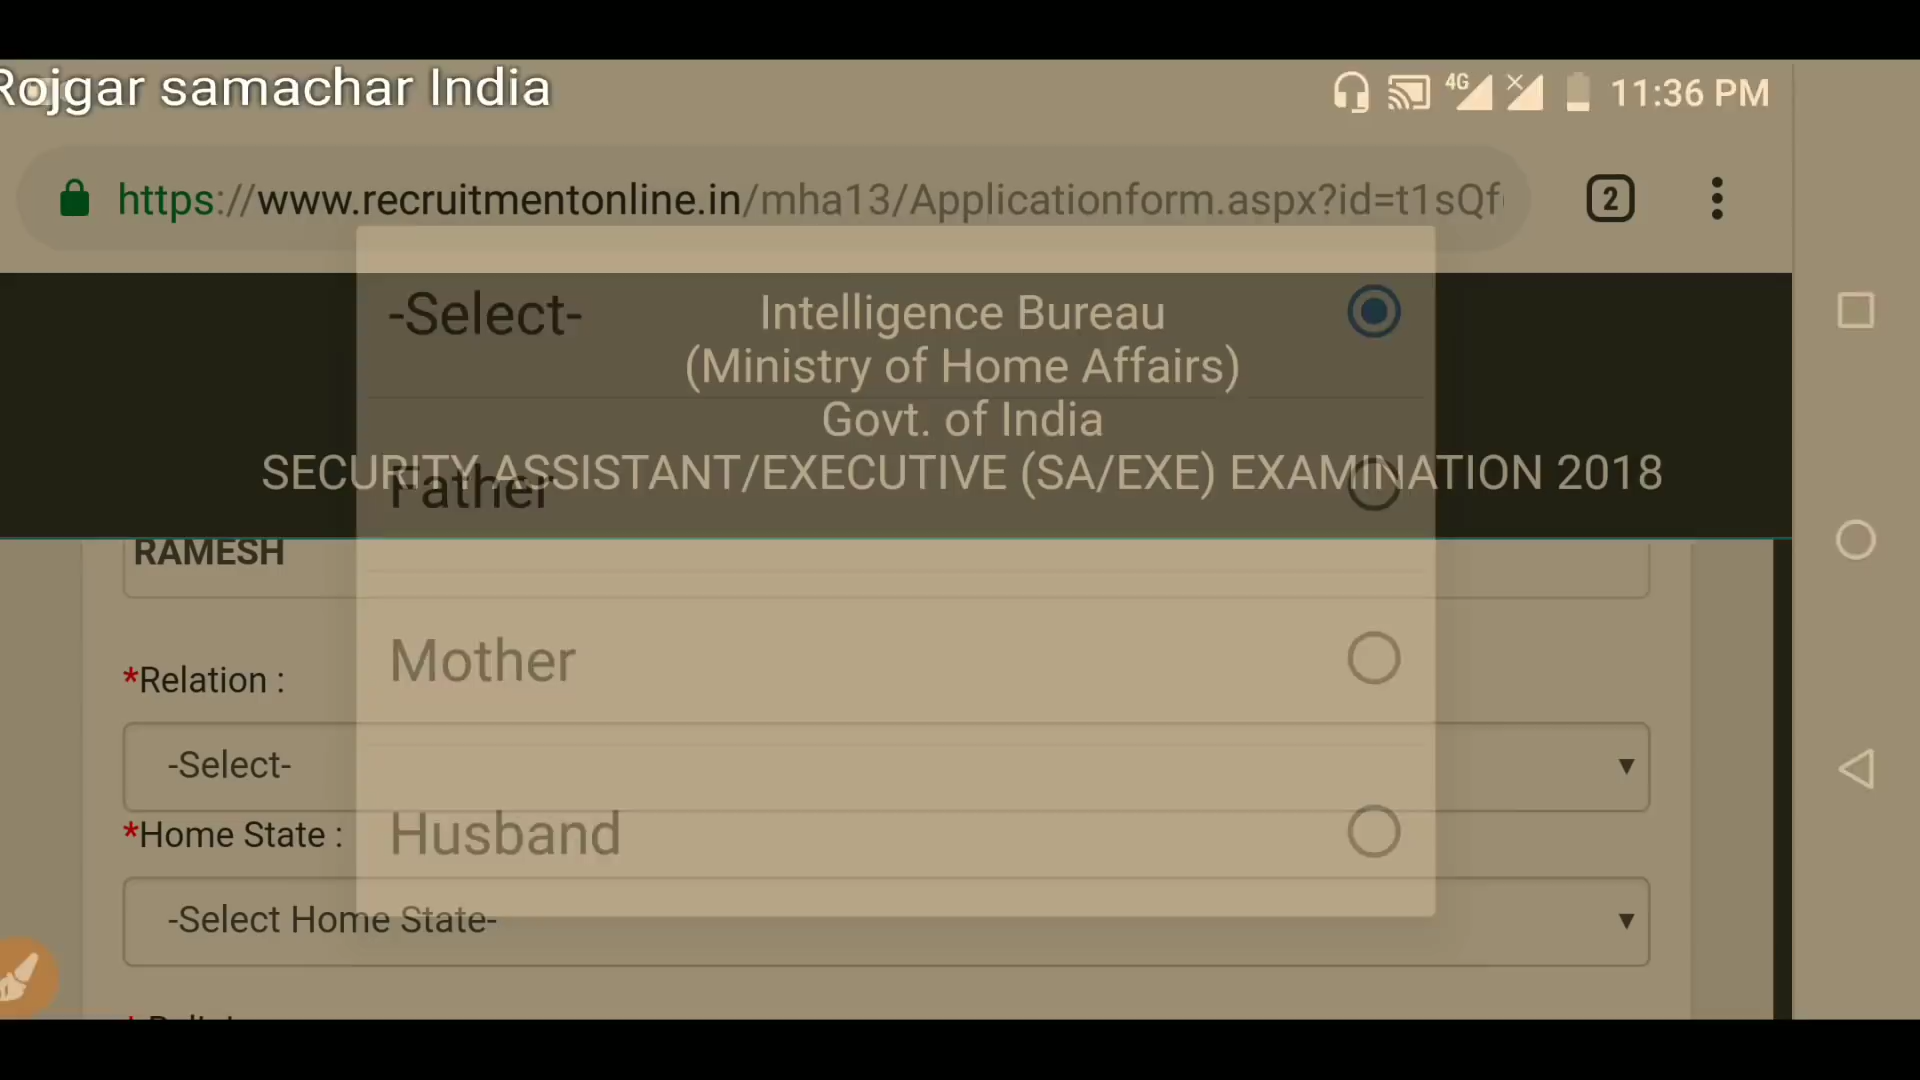 Rojgar samachar India
4G
11:36 PM
https://www.recruitmentonline.in/mha13/Applicationform.aspx?id=t1sQf
2
-Select-
Intelligence Bureau
(Ministry of Home Affairs)
Govt. of India
SECURITY ASSISTANT/EXECUTIVE (SA/EXE) EXAMINATION 2018
Father
RAMESH
Mother
*Relation :
-Select-
Husband
*Home State :
-Select Home State-